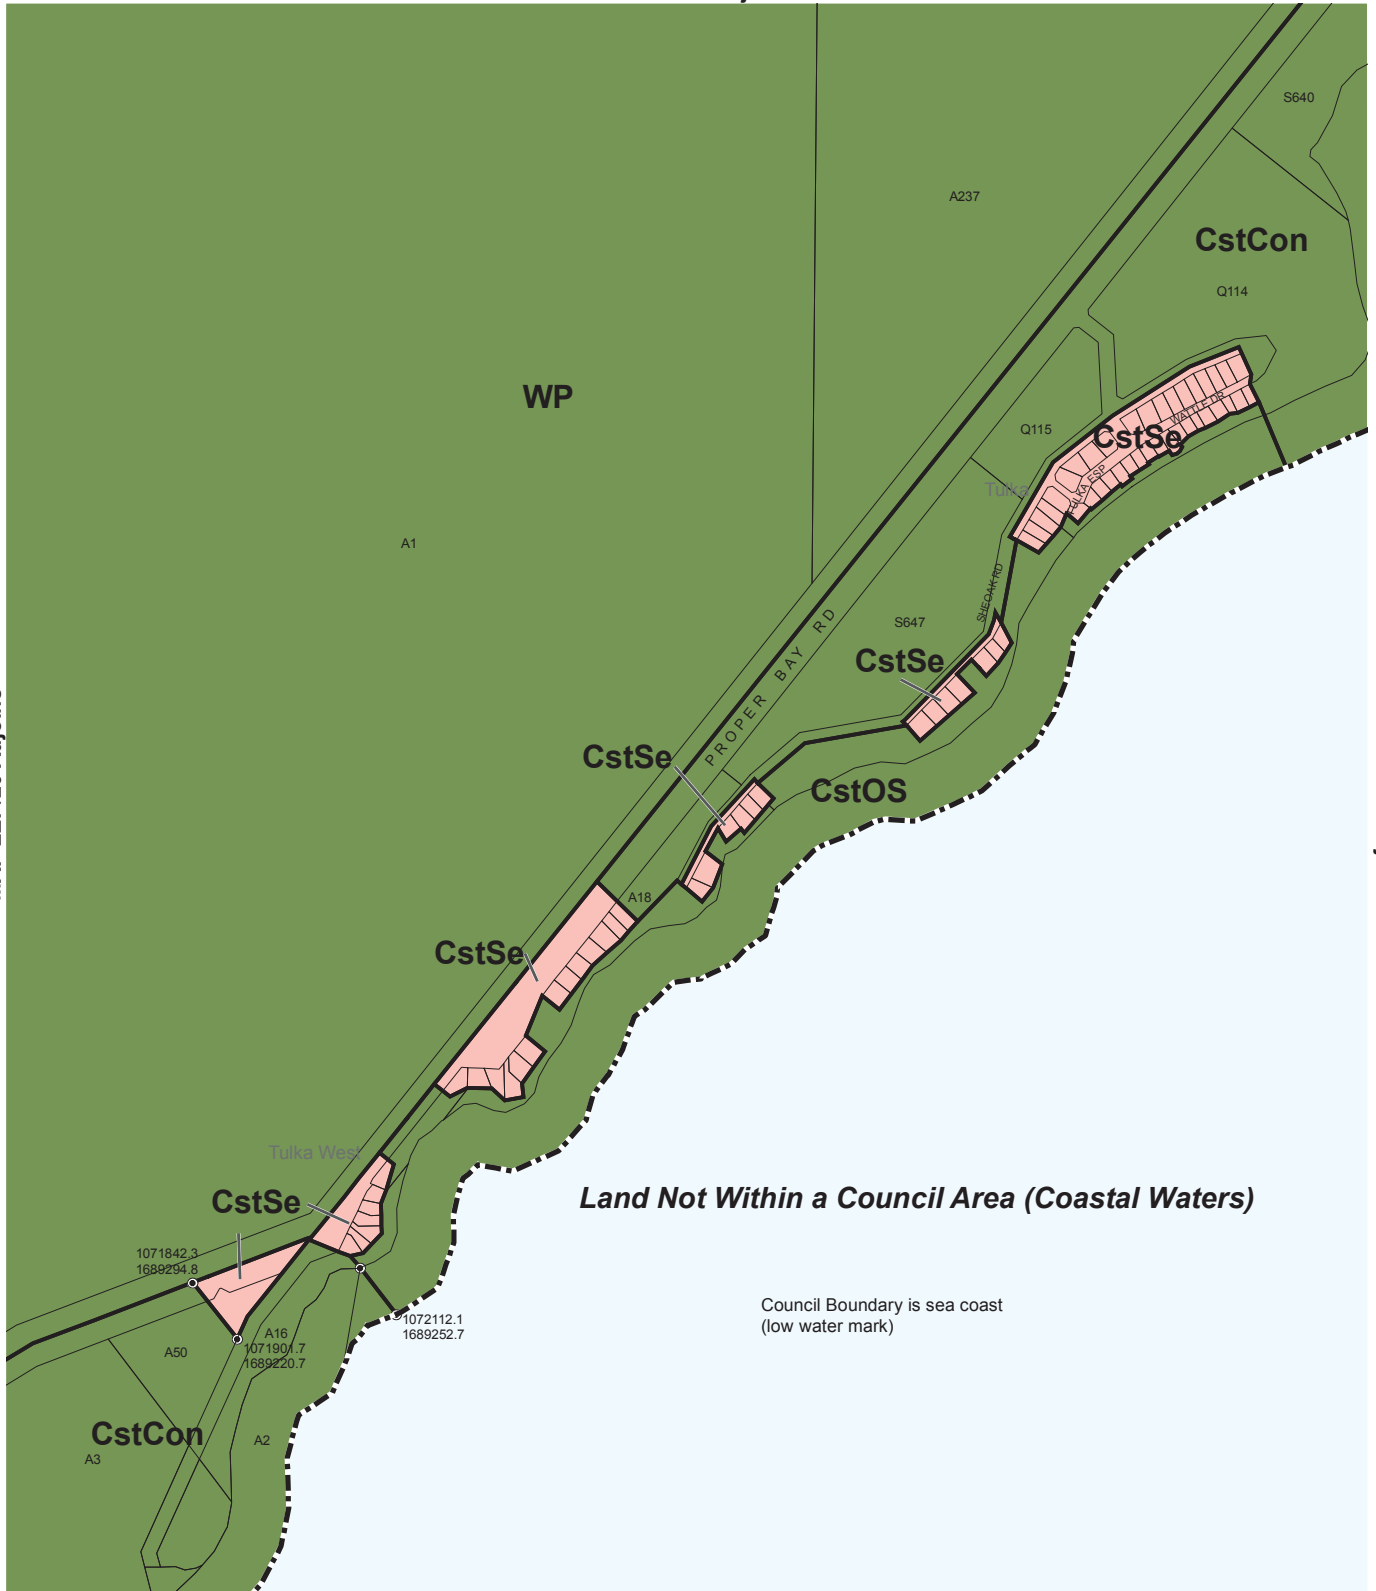 S640
A237
CstCon
Q114
WP
WATTLE DR
Q115
CstSe
TULKA ESP
Tulka
A1
SHEOAK RD
S647
PROPER BAY RD
CstSe
CstSe
CstOS
A18
CstSe
Tulka West
CstSe
Land Not Within a Council Area (Coastal Waters)
1071842.3
1689294.8
Council Boundary is sea coast
(low water mark)
1072112.1
1689252.7
A16
1071901.7
1689220.7
A50
CstCon
A2
A3